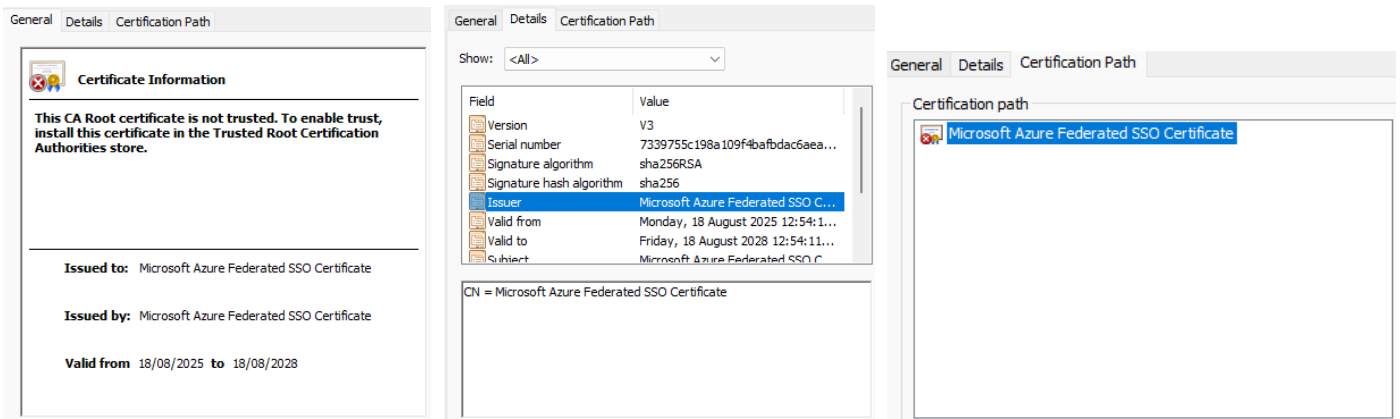 General Details Certification Path
Certificate Information
This CA Root certificate is not trusted. To enable trust,
install this certificate in the Trusted Root Certification
Authorities store.
Issued to: Microsoft Azure Federated SSO Certificate
Issued by: Microsoft Azure Federated SSO Certificate
Valid from 18/08/2025 to 18/08/2028
General Details Certification Path
Show: <All>
Field Value
Version V3
Serial number 7339755c198a109f4bafbdac6aea...
Signature algorithm sha256RSA
Signature hash algorithm sha256
Issuer Microsoft Azure Federated SSO C...
Valid from Monday, 18 August 2025 12:54:1...
Valid to Friday, 18 August 2028 12:54:11...
Subject Microsoft Azure Federated SSO C
CN = Microsoft Azure Federated SSO Certificate
General Details Certification Path
Certification path
Microsoft Azure Federated SSO Certificate